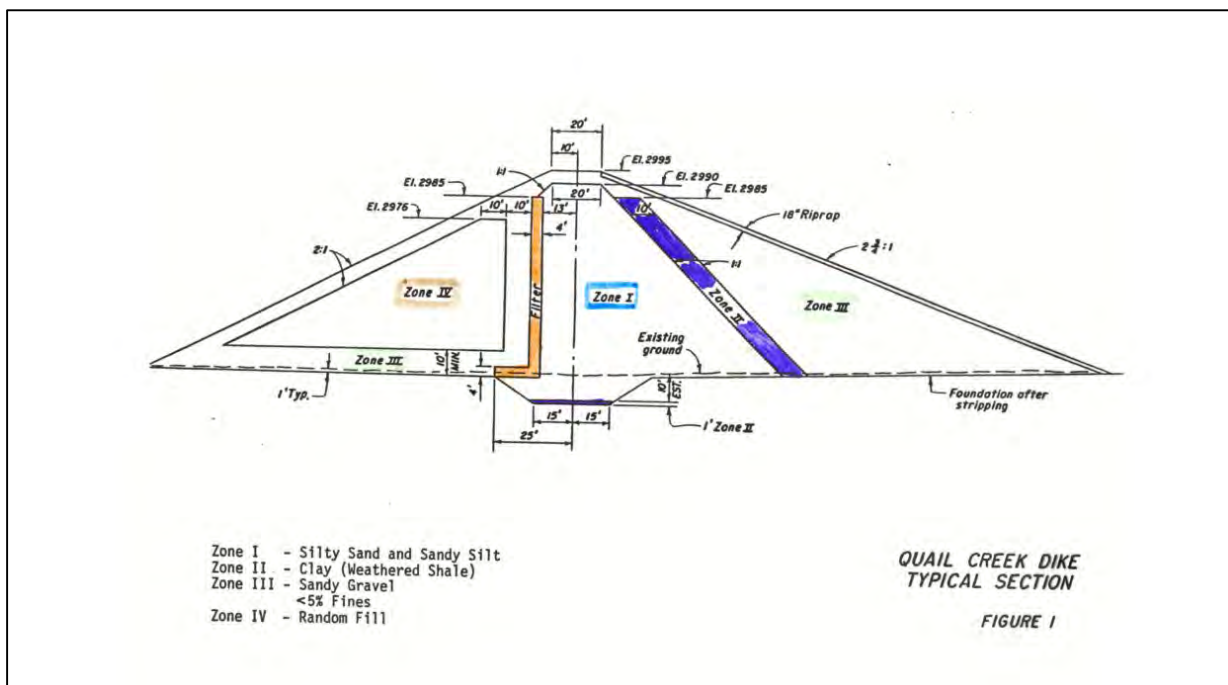 20'
10'
El. 2995
1:1
El. 2990
El. 2985
20'
El. 2985
10'
10'
13'
10'
El. 2976
4'
18" Riprap
2:1
2 3/4:1
1:1
Zone IV
Filter
Zone I
Zone II
Zone III
Existing
ground
Zone III
10'
MIN.
1' Typ.
4'
10'
EST.
Foundation after
stripping
15'
15'
1' Zone II
25'
Zone I - Silty Sand and Sandy Silt
Zone II - Clay (Weathered Shale)
Zone III - Sandy Gravel
<5% Fines
Zone IV - Random Fill
QUAIL CREEK DIKE
TYPICAL SECTION
FIGURE 1